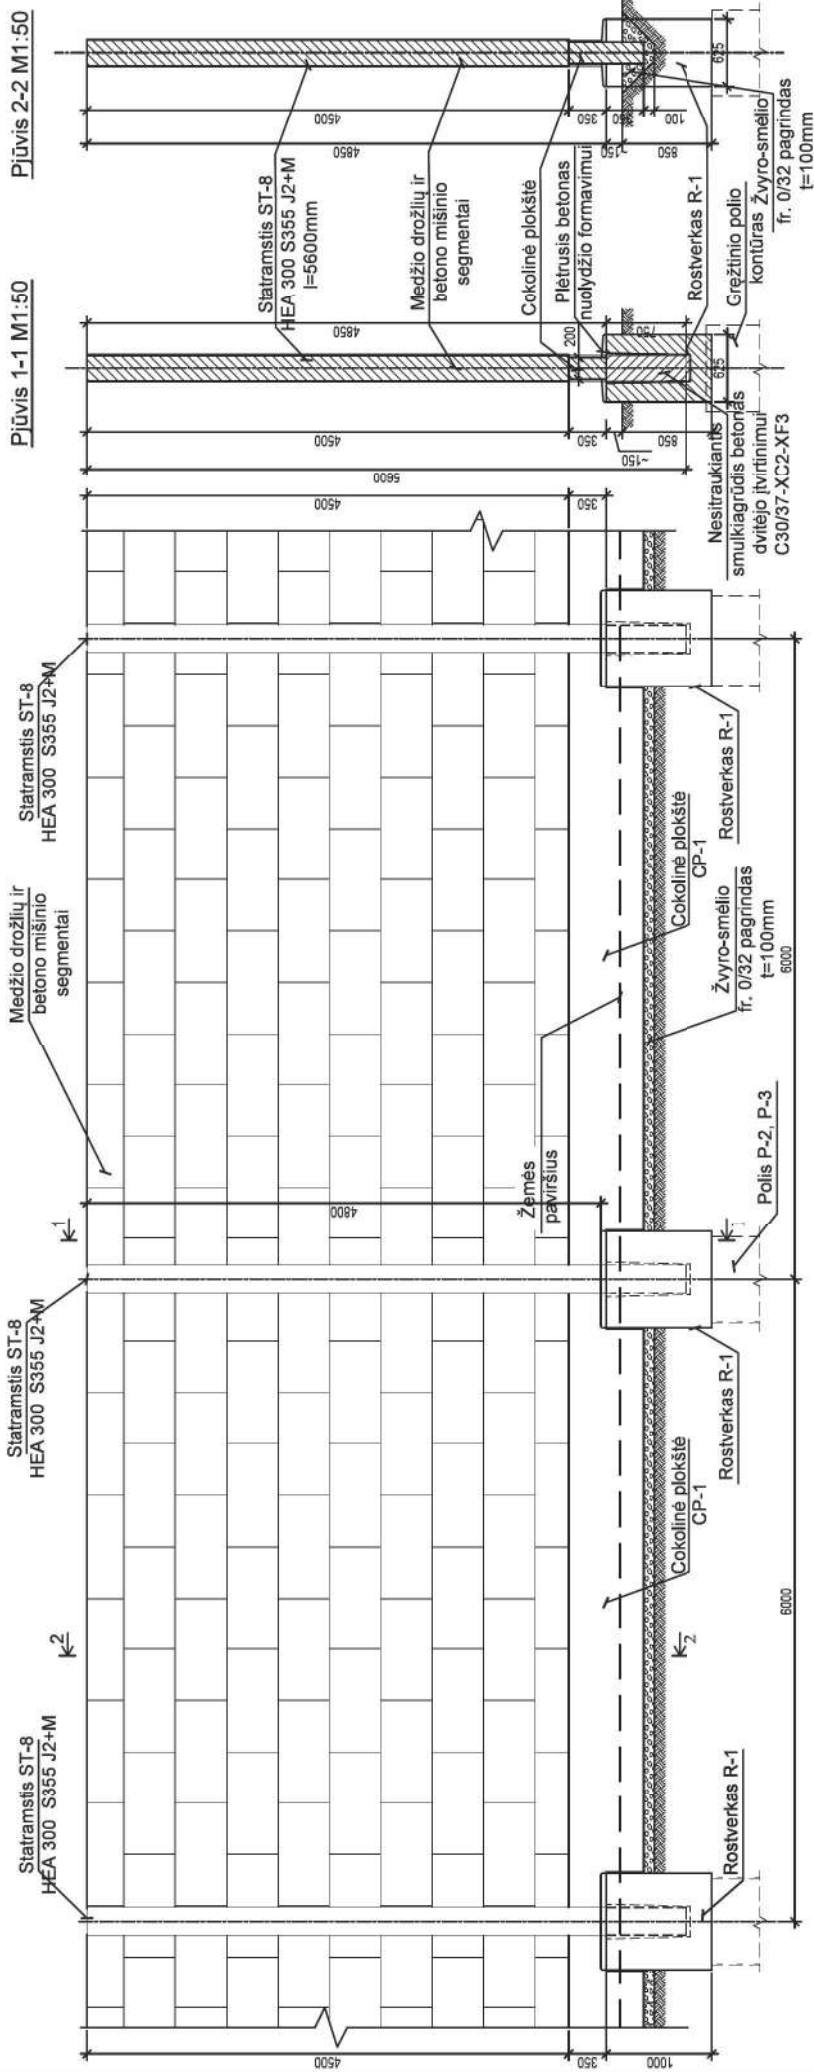 Statramstis ST-8
HEA 300 S355 J2+M
Statramstis ST-8
HEA 300 S355 J2+M
Medžio drožlių ir
betono mišinio
segmentai
Statramstis ST-8
HEA 300 S355 J2+M
2
1
4500
350
1000
4800
4500
350
5600
Žemės
paviršius
Cokolinė plokštė
CP-1
Cokolinė plokštė
CP-1
2
1
Rostverkas R-1
Rostverkas R-1
Polis P-2, P-3
Žvyro-smėlio
fr. 0/32 pagrindas
t=100mm
Rostverkas R-1
6000
6000
Pjūvis 1-1 M1:50
4500
350
850
~150
4850
750
200
625
Nesitraukiantis
smulkiagrūdis betonas
dvitėjo įtvirtinimui
C30/37-XC2-XF3
Statramstis ST-8
HEA 300 S355 J2+M
l=5600mm
Medžio drožlių ir
betono mišinio
segmentai
Cokolinė plokštė
Plėtrusis betonas
nuolydžio formavimui
Rostverkas R-1
Gręžtinio polio
kontūras
Pjūvis 2-2 M1:50
4850
~150
850
4500
350
100
625
Žvyro-smėlio
fr. 0/32 pagrindas
t=100mm